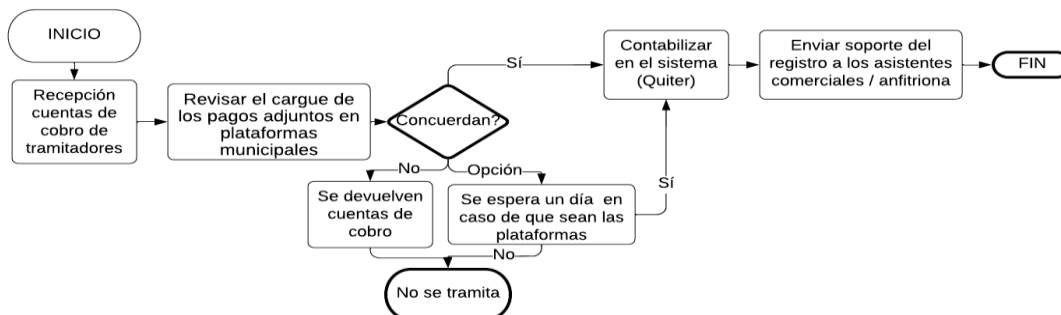 INICIO
Recepción
cuentas de
cobro de
tramitadores
Revisar el cargue de
los pagos adjuntos en
plataformas
municipales
Concuerdan?
Sí
Contabilizar
en el sistema
(Quiter)
Enviar soporte del
registro a los asistentes
comerciales / anfitriona
FIN
No
Opción
Se devuelven
cuentas de
cobro
Se espera un día en
caso de que sean las
plataformas
Sí
No
No se tramita